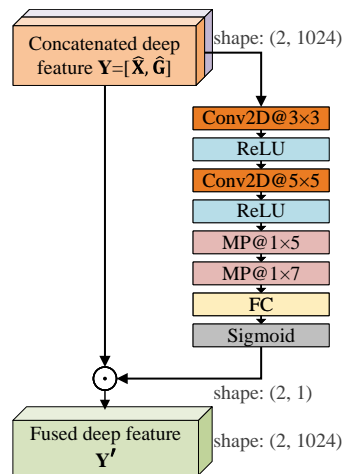 shape: (2, 1024)
Concatenated deep
feature Y=[X̂, Ĝ]
Conv2D@3×3
ReLU
Conv2D@5×5
ReLU
MP@1×5
MP@1×7
FC
Sigmoid
shape: (2, 1)
Fused deep feature
Y′
shape: (2, 1024)